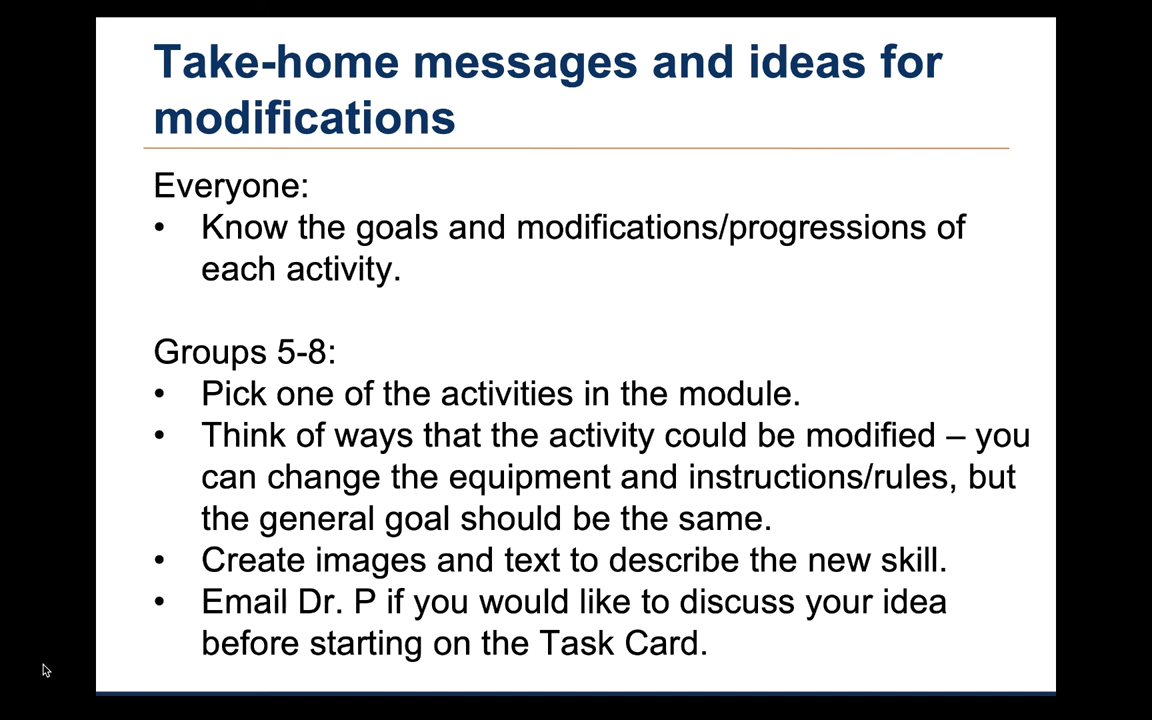 Take-home messages and ideas for
modifications
Everyone:
• Know the goals and modifications/progressions of
each activity.
Groups 5-8:
• Pick one of the activities in the module.
• Think of ways that the activity could be modified – you
can change the equipment and instructions/rules, but
the general goal should be the same.
• Create images and text to describe the new skill.
• Email Dr. P if you would like to discuss your idea
before starting on the Task Card.